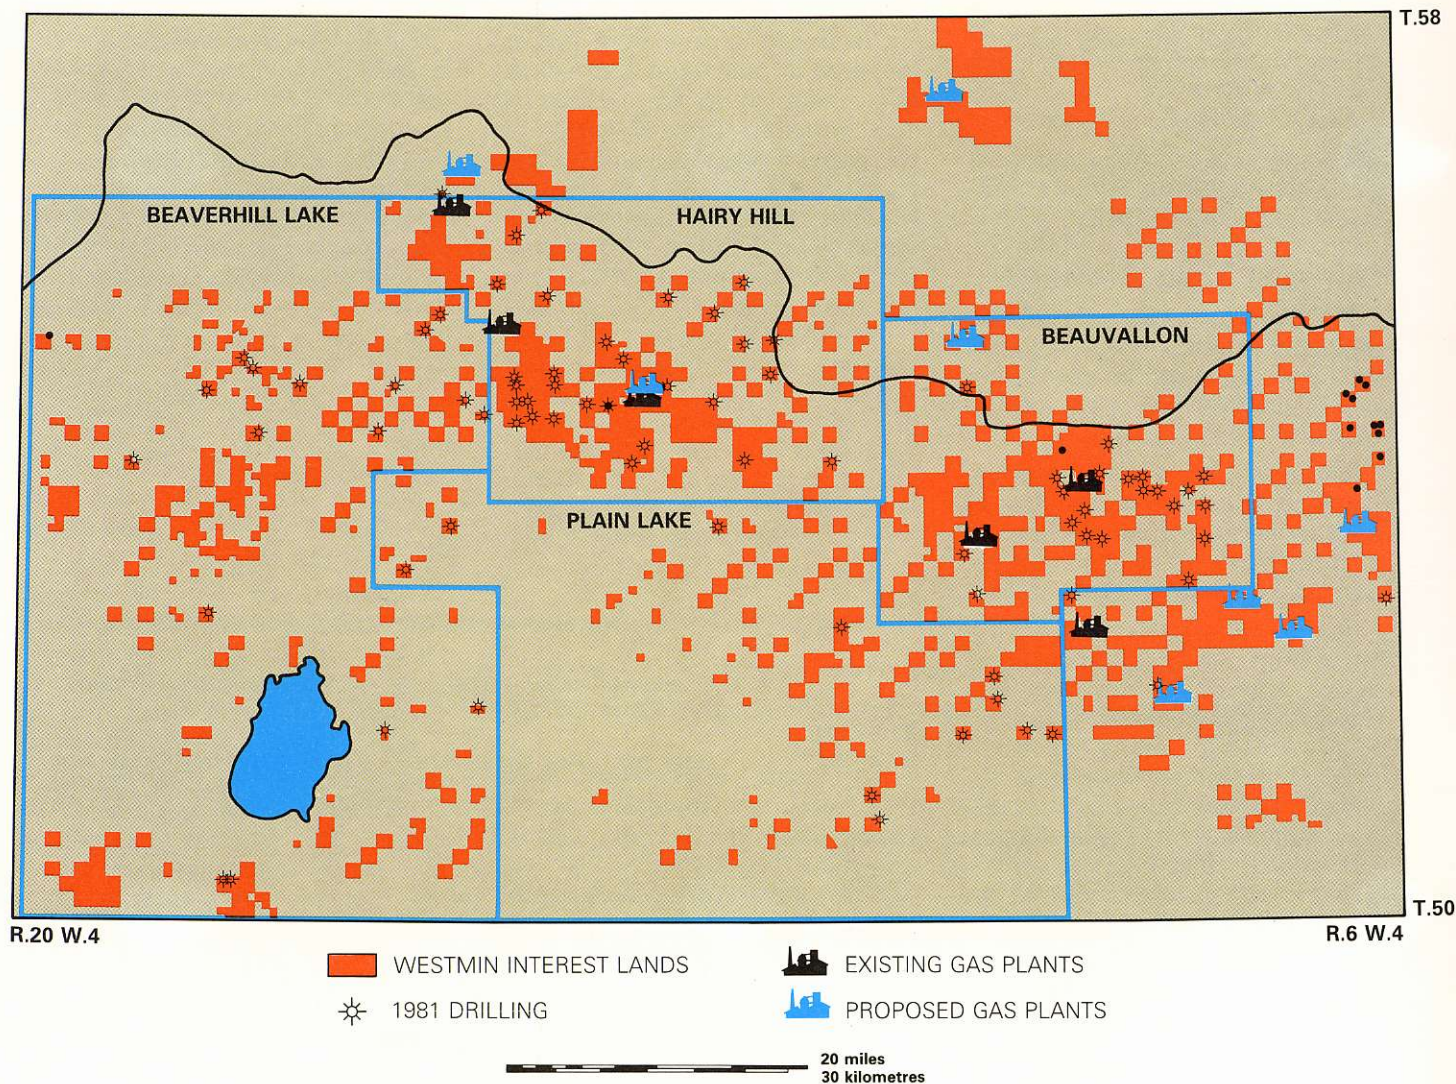 T.58
BEAVERHILL LAKE
HAIRY HILL
BEAUVALLON
PLAIN LAKE
T.50
R.20 W.4
R.6 W.4
WESTMIN INTEREST LANDS
EXISTING GAS PLANTS
1981 DRILLING
PROPOSED GAS PLANTS
20 miles
30 kilometres